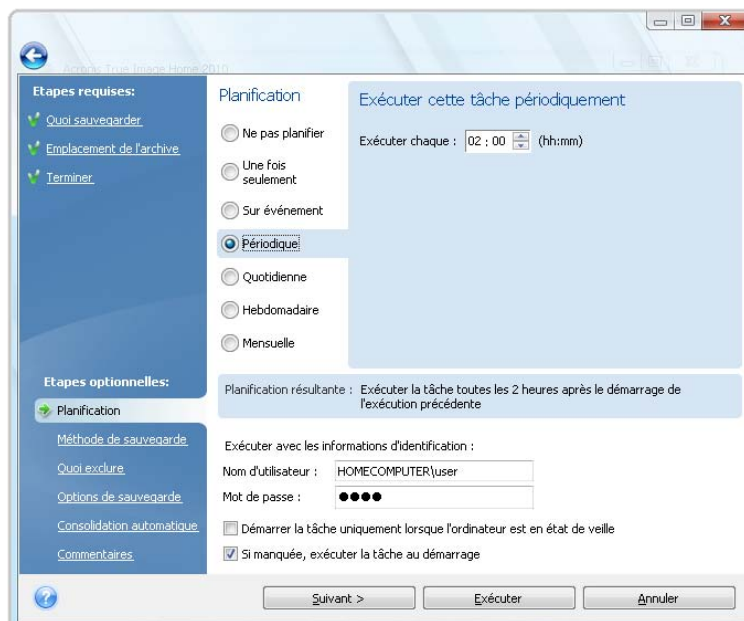 Acronis True Image Home 2010
Etapes requises:
Quoi sauvegarder
Emplacement de l'archive
Terminer
Planification
Ne pas planifier
Une fois
seulement
Sur événement
Périodique
Quotidienne
Hebdomadaire
Mensuelle
Exécuter cette tâche périodiquement
Exécuter chaque : 02 : 00 (hh:mm)
Etapes optionnelles:
Planification
Méthode de sauvegarde
Quoi exclure
Options de sauvegarde
Consolidation automatique
Commentaires
Planification résultante : Exécuter la tâche toutes les 2 heures après le démarrage de
l'exécution précédente
Exécuter avec les informations d'identification :
Nom d'utilisateur : HOMECOMPUTER\user
Mot de passe : ●●●●
Démarrer la tâche uniquement lorsque l'ordinateur est en état de veille
Si manquée, exécuter la tâche au démarrage
Suivant >
Exécuter
Annuler